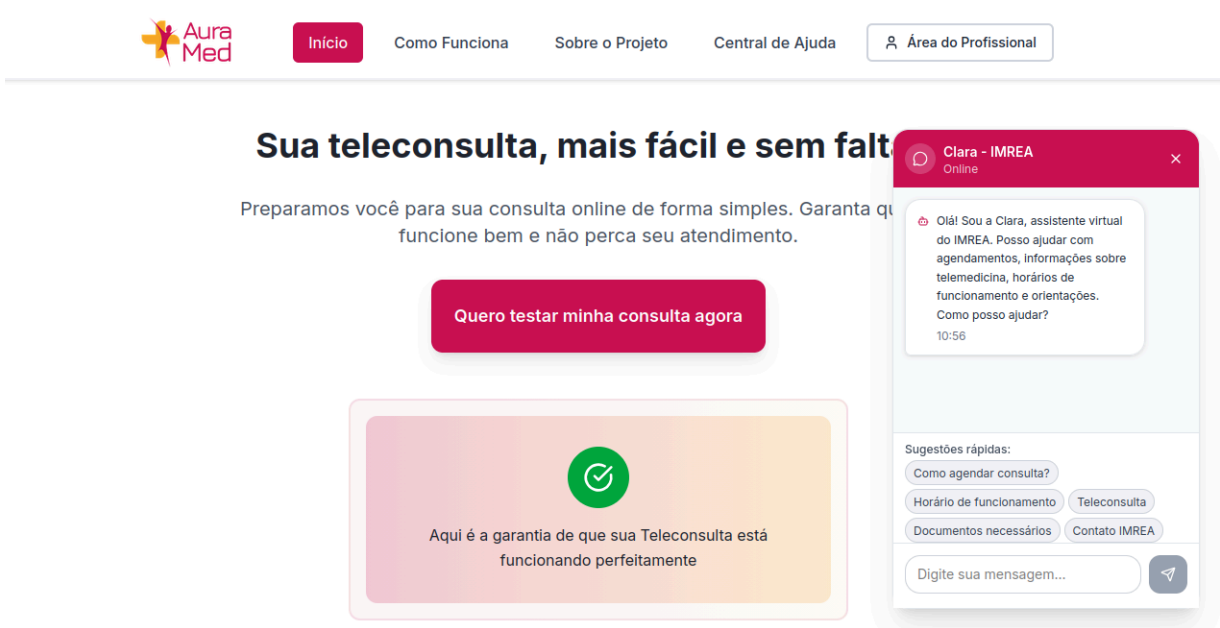 Aura
Med
Início
Como Funciona
Sobre o Projeto
Central de Ajuda
Área do Profissional
Sua teleconsulta, mais fácil e sem
Preparamos você para sua consulta online de forma simples. Garanta
funcione bem e não perca seu atendimento.
Quero testar minha consulta agora
Aqui é a garantia de que sua Teleconsulta está
funcionando perfeitamente
Clara - IMREA
Online
Olá! Sou a Clara, assistente virtual
do IMREA. Posso ajudar com
agendamentos, informações sobre
telemedicina, horários de
funcionamento e orientações.
Como posso ajudar?
10:56
Sugestões rápidas:
Como agendar consulta?
Horário de funcionamento
Teleconsulta
Documentos necessários
Contato IMREA
Digite sua mensagem...